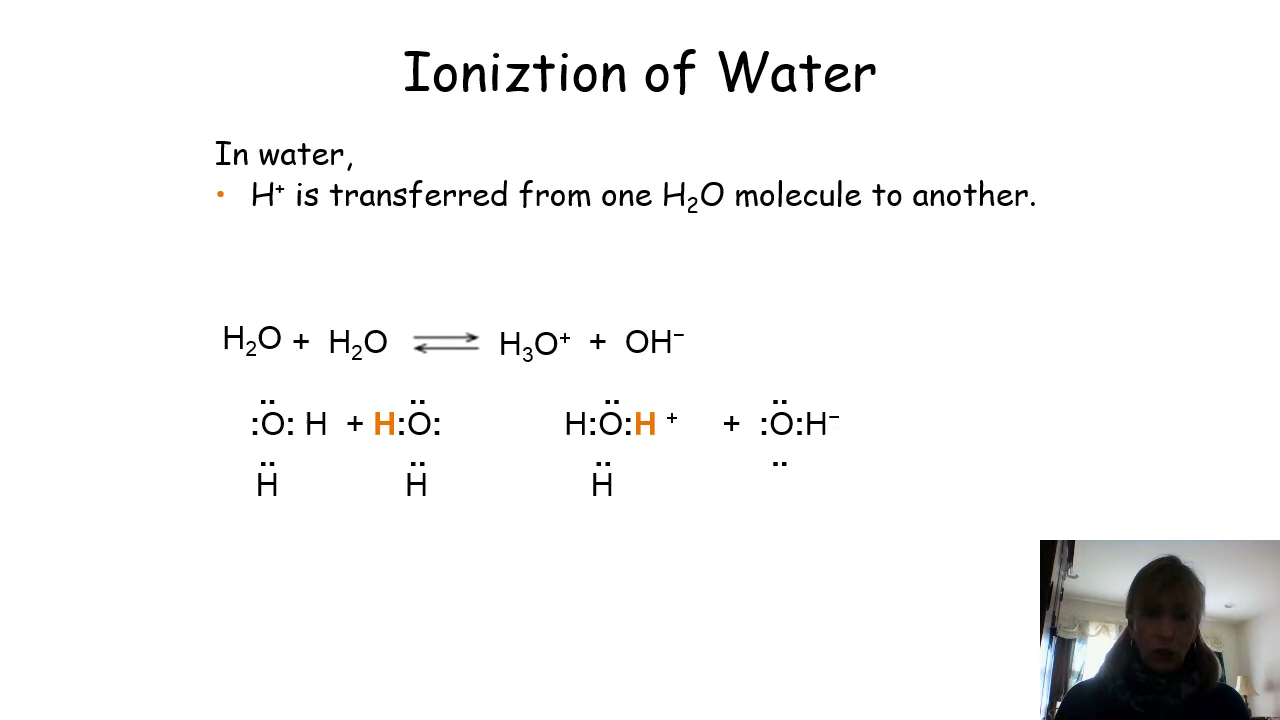 Ioniztion of Water
In water,
• H⁺ is transferred from one H₂O molecule to another.
H₂O + H₂O ⇌ H₃O⁺ + OH⁻
:Ö: H + H:Ö: H:Ö:H ⁺ + :Ö:H⁻
.. .. .. ..
H H H